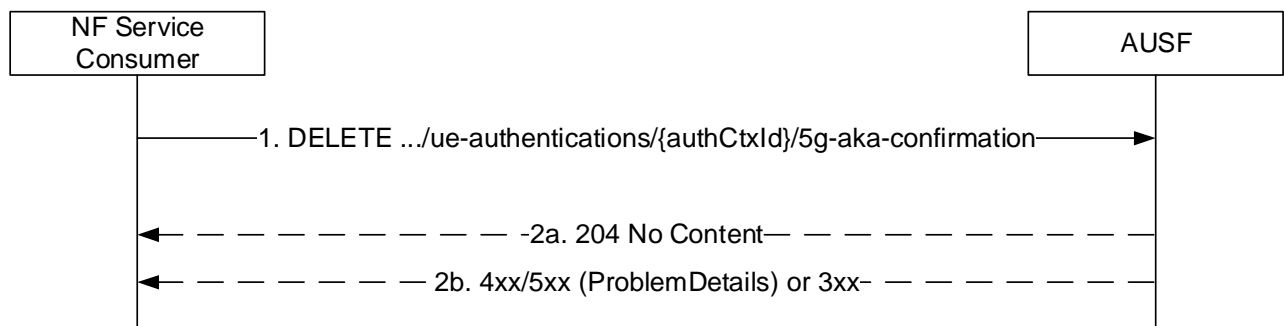 NF Service
Consumer
AUSF
1. DELETE .../ue-authentications/{authCtxId}/5g-aka-confirmation
2a. 204 No Content
2b. 4xx/5xx (ProblemDetails) or 3xx